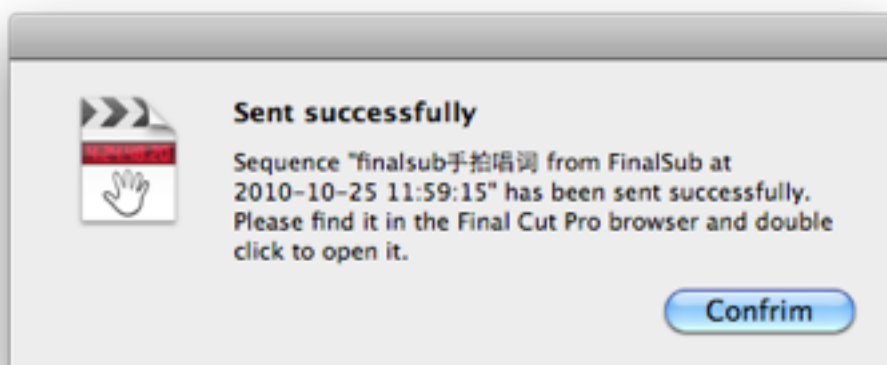 Sent successfully
Sequence "finalsub手拍唱词 from FinalSub at
2010-10-25 11:59:15" has been sent successfully.
Please find it in the Final Cut Pro browser and double
click to open it.
Confrim